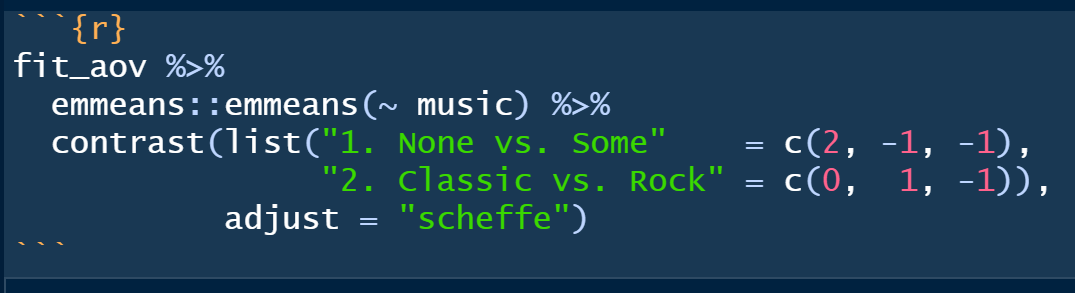 ```{r}
fit_aov %>%
  emmeans::emmeans(~ music) %>%
  contrast(list("1. None vs. Some"    = c(2, -1, -1),
                "2. Classic vs. Rock" = c(0,  1, -1)),
           adjust = "scheffe")
```